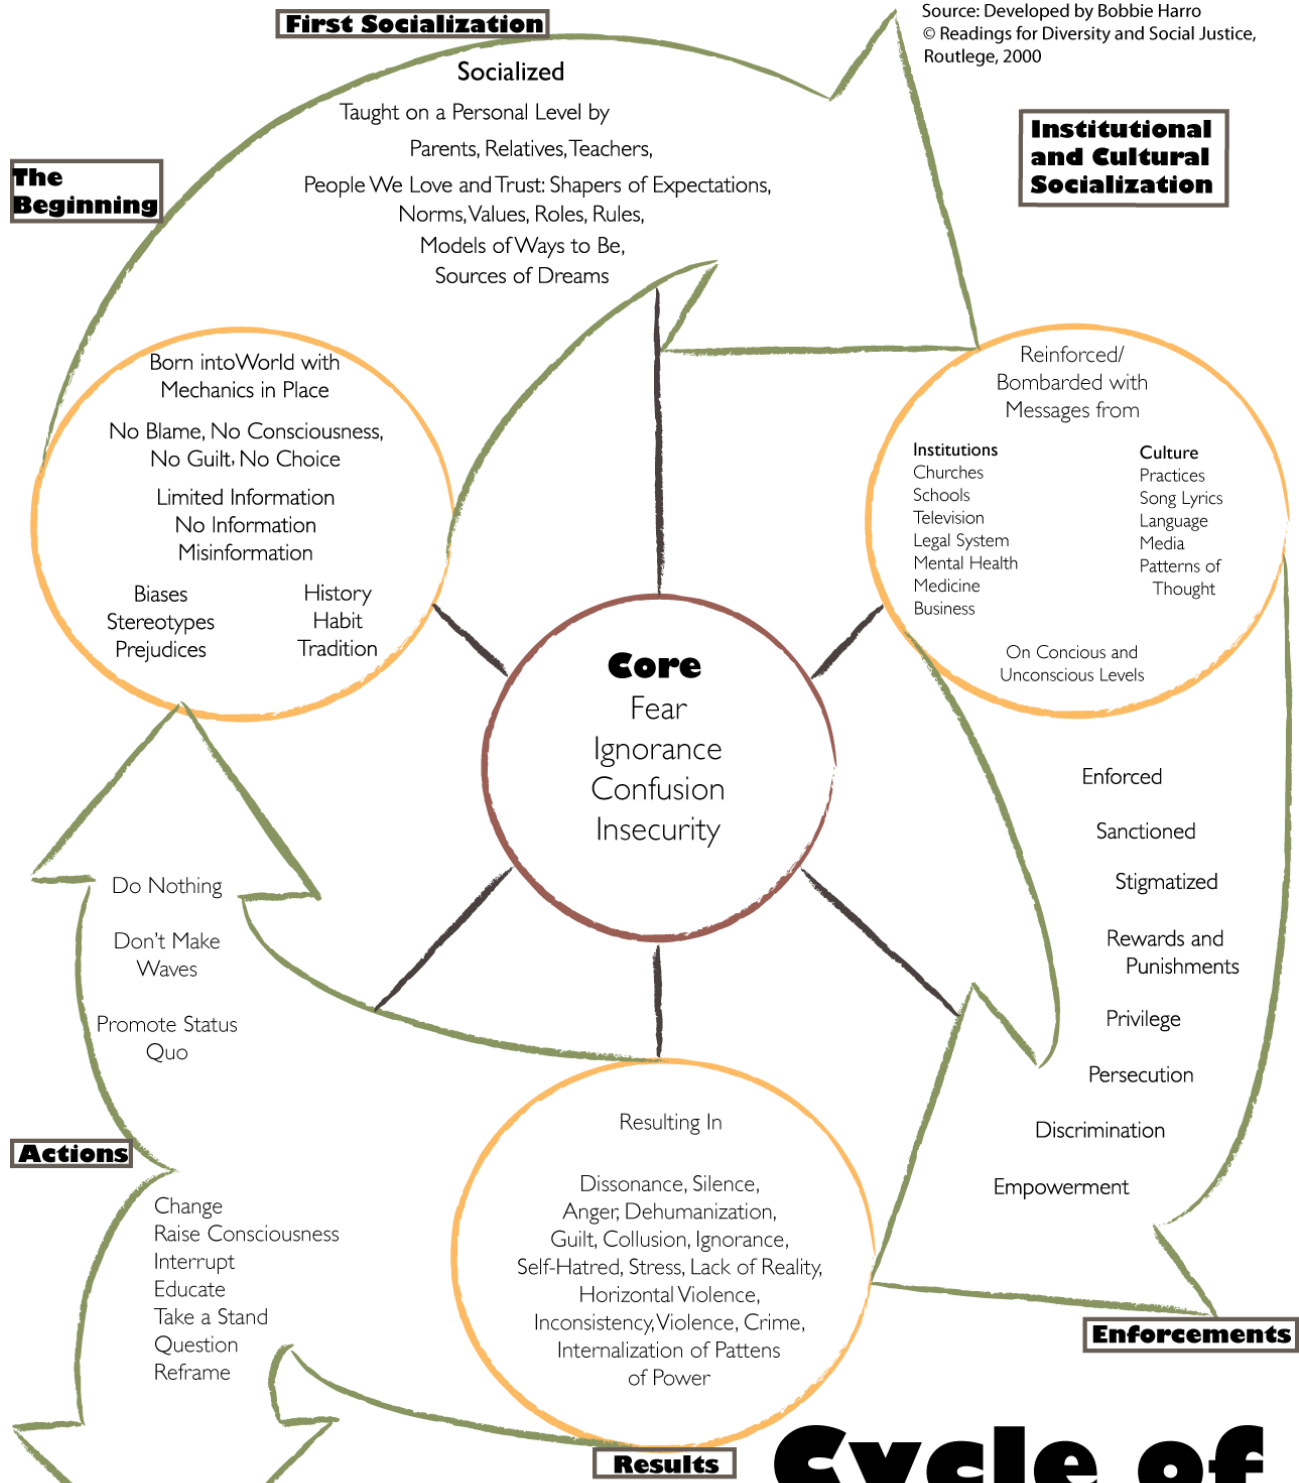 First Socialization
Source: Developed by Bobbie Harro
© Readings for Diversity and Social Justice,
Routlege, 2000
Socialized
Taught on a Personal Level by
Parents, Relatives, Teachers,
People We Love and Trust: Shapers of Expectations,
Norms, Values, Roles, Rules,
Models of Ways to Be,
Sources of Dreams
Institutional
and Cultural
Socialization
The
Beginning
Born into World with
Mechanics in Place
No Blame, No Consciousness,
No Guilt, No Choice
Limited Information
No Information
Misinformation
Biases
Stereotypes
Prejudices
History
Habit
Tradition
Reinforced/
Bombarded with
Messages from
Institutions
Churches
Schools
Television
Legal System
Mental Health
Medicine
Business
Culture
Practices
Song Lyrics
Language
Media
Patterns of
Thought
On Concious and
Unconscious Levels
Core
Fear
Ignorance
Confusion
Insecurity
Enforced
Sanctioned
Stigmatized
Rewards and
Punishments
Privilege
Persecution
Discrimination
Empowerment
Enforcements
Do Nothing
Don't Make
Waves
Promote Status
Quo
Actions
Change
Raise Consciousness
Interrupt
Educate
Take a Stand
Question
Reframe
Resulting In
Dissonance, Silence,
Anger, Dehumanization,
Guilt, Collusion, Ignorance,
Self-Hatred, Stress, Lack of Reality,
Horizontal Violence,
Inconsistency, Violence, Crime,
Internalization of Pattens
of Power
Results
Cycle of